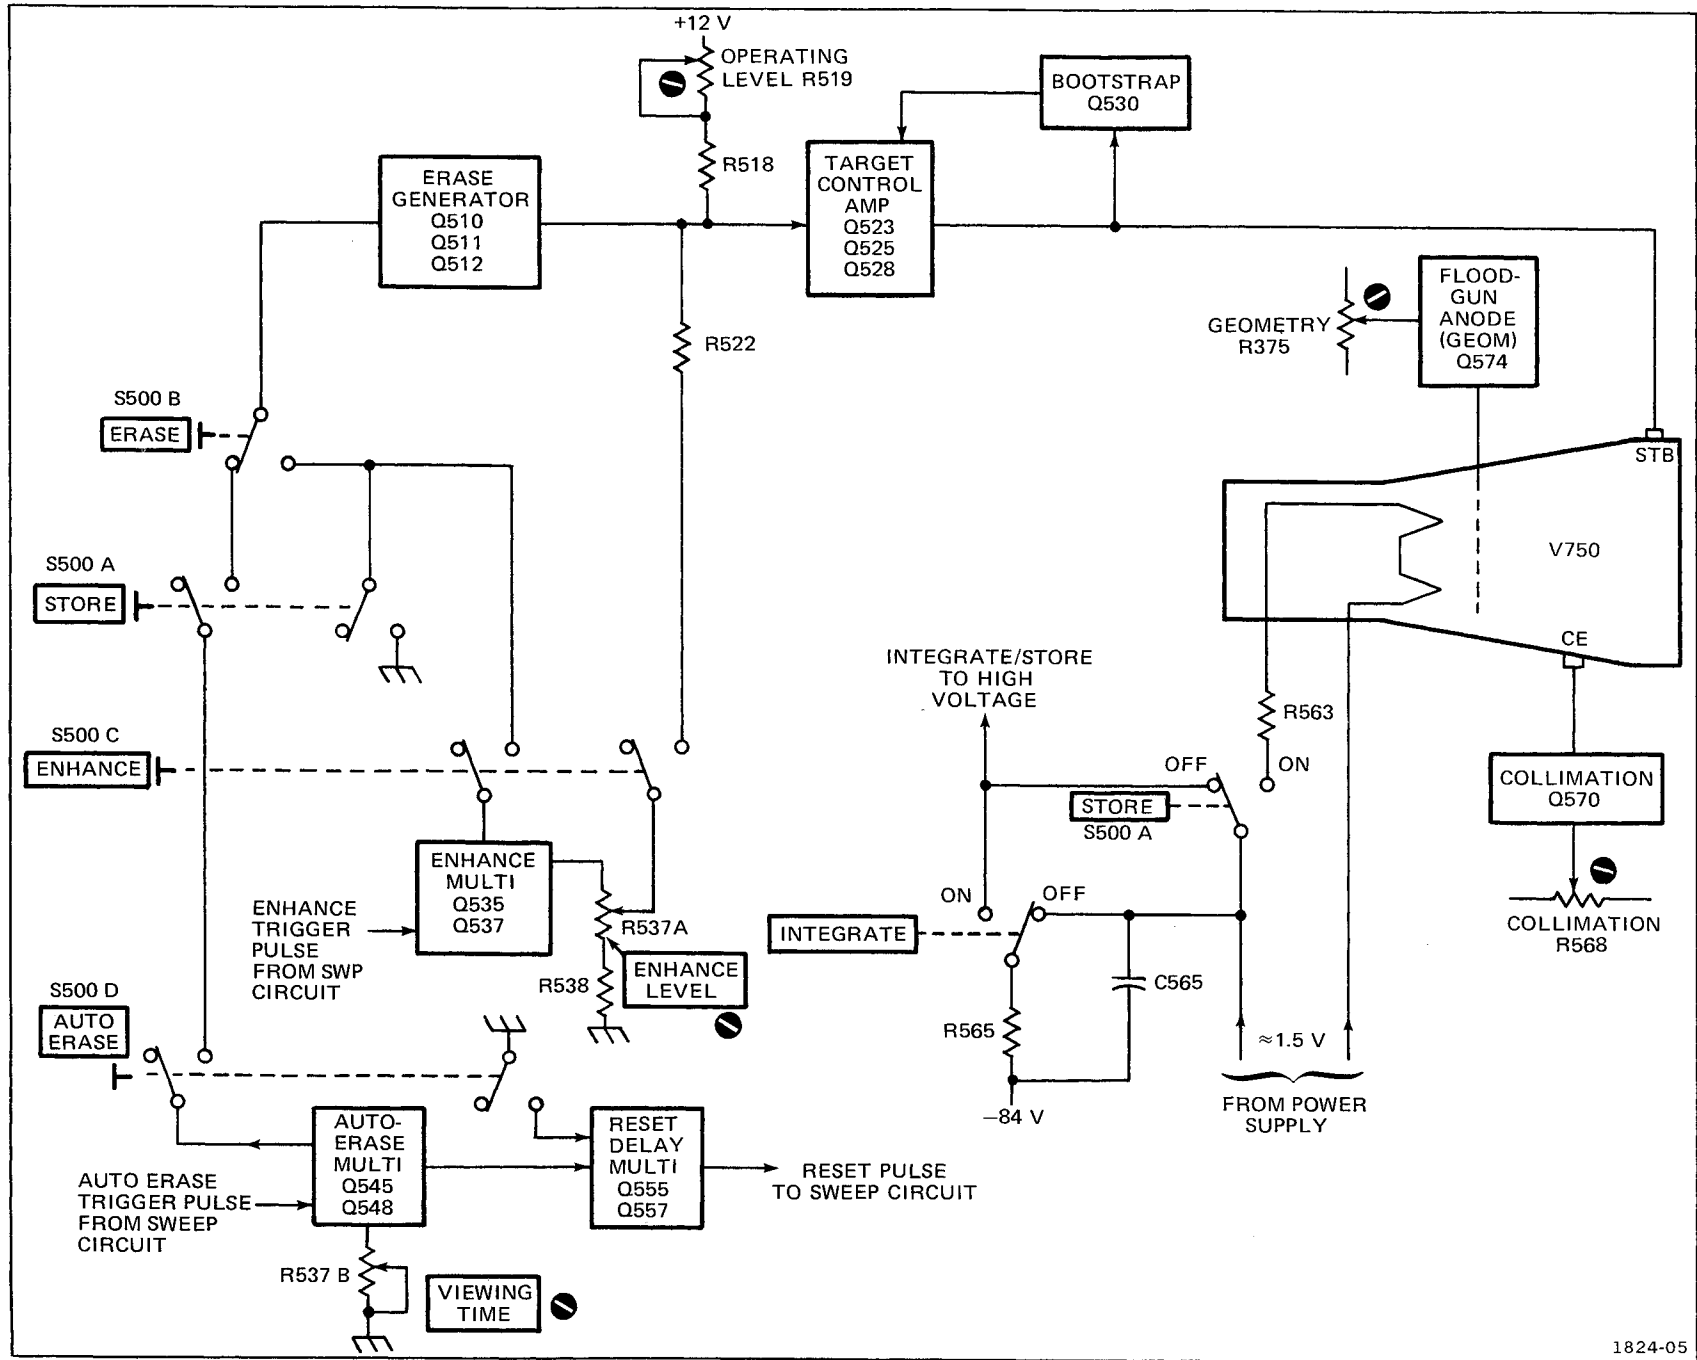 +12 V
OPERATING
LEVEL R519
R518
BOOTSTRAP
Q530
ERASE
GENERATOR
Q510
Q511
Q512
TARGET
CONTROL
AMP
Q523
Q525
Q528
R522
GEOMETRY
R375
FLOOD-
GUN
ANODE
(GEOM)
Q574
S500 B
ERASE
STB
V750
CE
S500 A
STORE
S500 C
ENHANCE
INTEGRATE/STORE
TO HIGH
VOLTAGE
R563
OFF
ON
STORE
S500 A
COLLIMATION
Q570
COLLIMATION
R568
ENHANCE
MULTI
Q535
Q537
ENHANCE
TRIGGER
PULSE
FROM SWP
CIRCUIT
R537A
R538
ENHANCE
LEVEL
ON
OFF
INTEGRATE
C565
R565
−84 V
≈1.5 V
FROM POWER
SUPPLY
S500 D
AUTO
ERASE
AUTO-
ERASE
MULTI
Q545
Q548
RESET
DELAY
MULTI
Q555
Q557
RESET PULSE
TO SWEEP CIRCUIT
AUTO ERASE
TRIGGER PULSE
FROM SWEEP
CIRCUIT
R537 B
VIEWING
TIME
1824-05